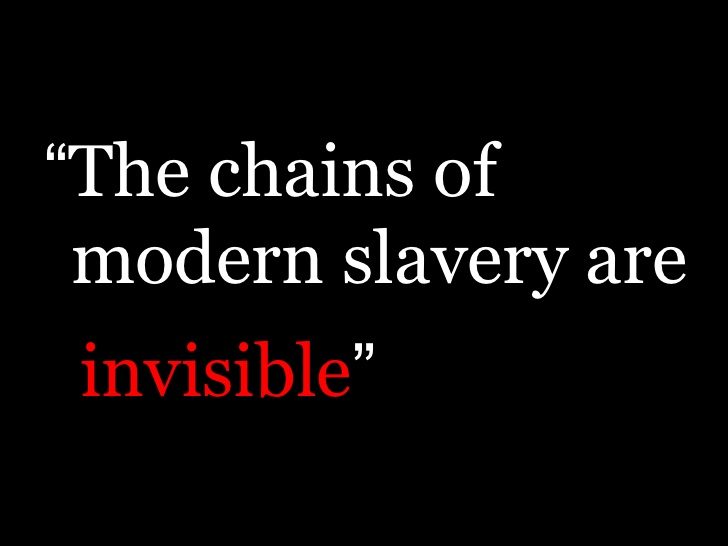 “The chains of
modern slavery are
invisible”